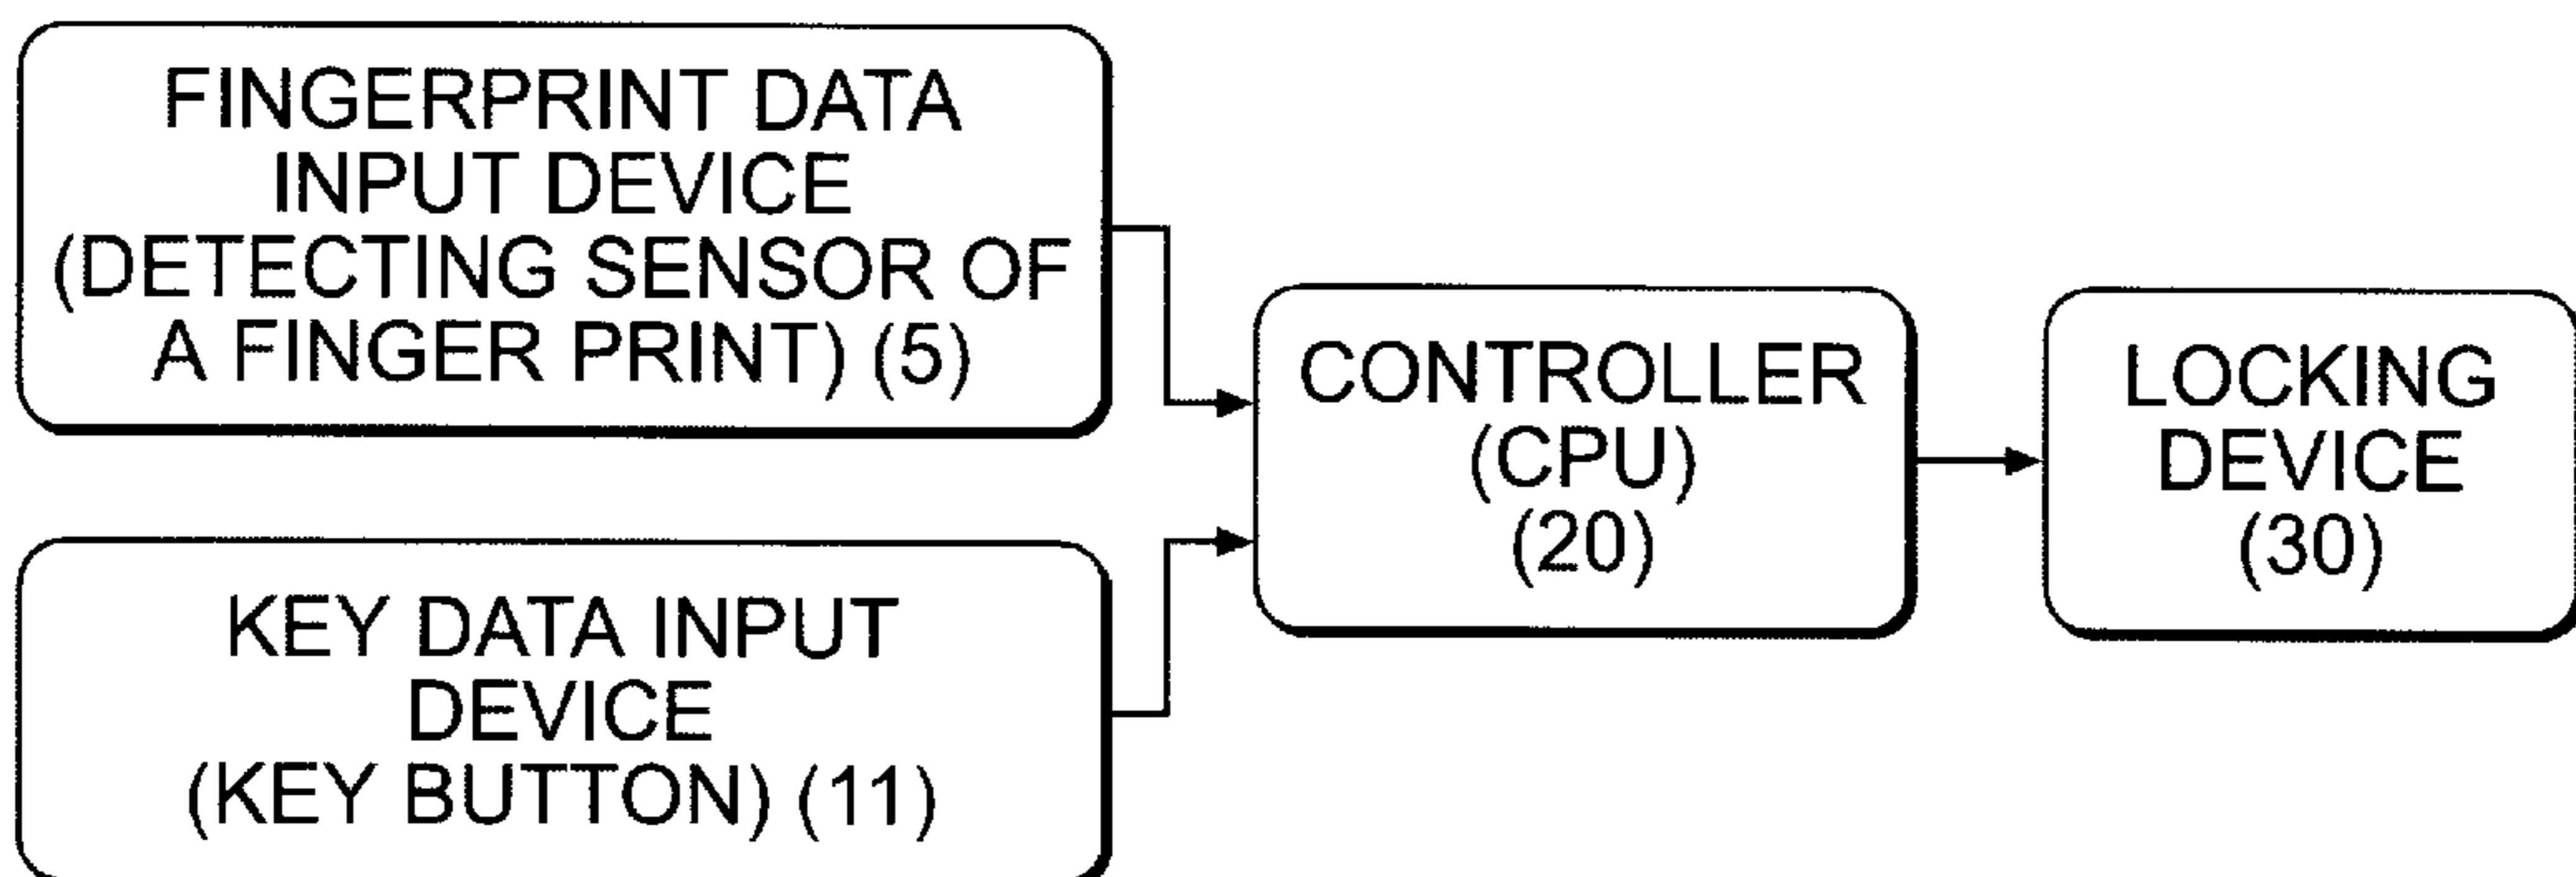 FINGERPRINT DATA
INPUT DEVICE
(DETECTING SENSOR OF
A FINGER PRINT) (5)
KEY DATA INPUT
DEVICE
(KEY BUTTON) (11)
CONTROLLER
(CPU)
(20)
LOCKING
DEVICE
(30)